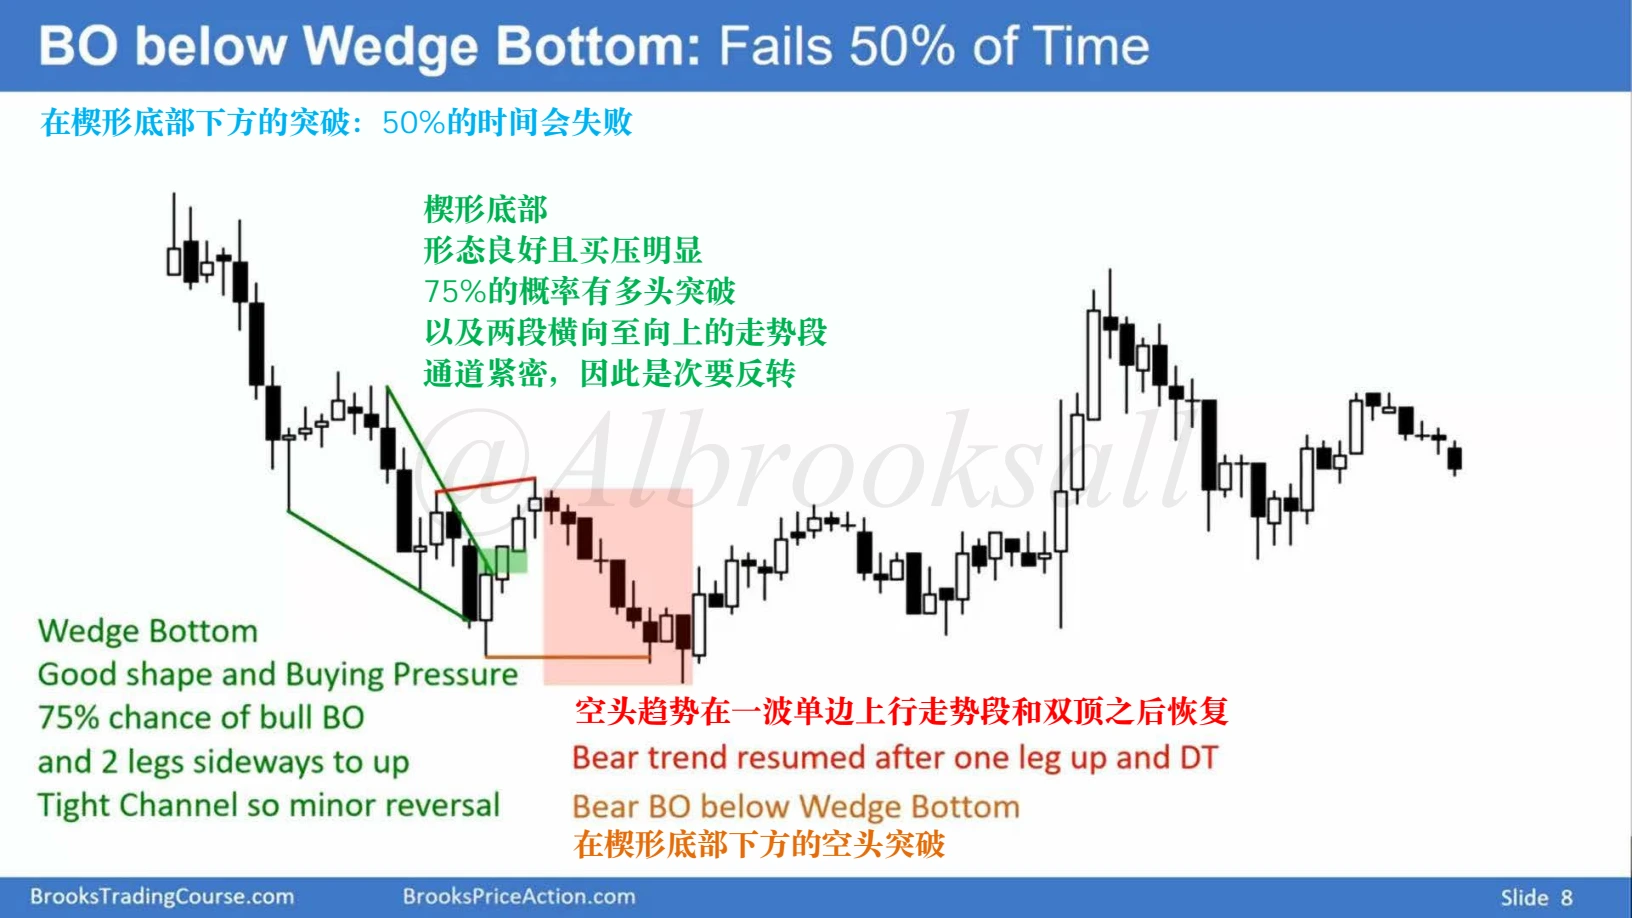 BO below Wedge Bottom: Fails 50% of Time
在楔形底部下方的突破：50%的时间会失败
楔形底部
形态良好且买压明显
75%的概率有多头突破
以及两段横向至向上的走势段
通道紧密，因此是次要反转
@Albrooksall
Wedge Bottom
Good shape and Buying Pressure
75% chance of bull BO
and 2 legs sideways to up
Tight Channel so minor reversal
空头趋势在一波单边上行走势段和双顶之后恢复
Bear trend resumed after one leg up and DT
Bear BO below Wedge Bottom
在楔形底部下方的空头突破
BrooksTradingCourse.com
BrooksPriceAction.com
Slide 8